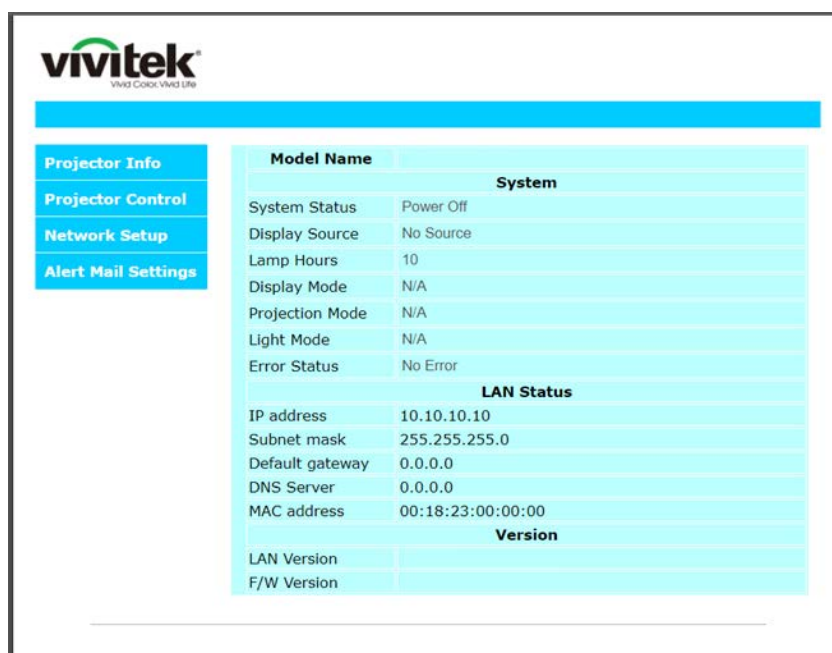 vivitek®
Vivid Color, Vivid Life
Projector Info
Projector Control
Network Setup
Alert Mail Settings
Model Name
System
System Status Power Off
Display Source No Source
Lamp Hours 10
Display Mode N/A
Projection Mode N/A
Light Mode N/A
Error Status No Error
LAN Status
IP address 10.10.10.10
Subnet mask 255.255.255.0
Default gateway 0.0.0.0
DNS Server 0.0.0.0
MAC address 00:18:23:00:00:00
Version
LAN Version
F/W Version